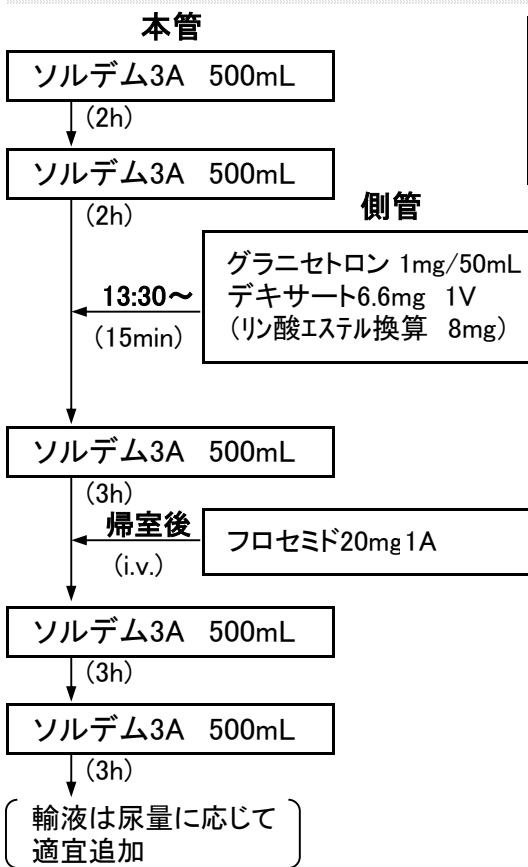 本管
ソルデム3A 500mL
(2h)
ソルデム3A 500mL
(2h)
側管
グラニセトロン 1mg/50mL
デキサート6.6mg 1V
(リン酸エステル換算 8mg)
13:30~
(15min)
ソルデム3A 500mL
(3h)
帰室後
(i.v.)
フロセミド20mg1A
ソルデム3A 500mL
(3h)
ソルデム3A 500mL
(3h)
輸液は尿量に応じて
適宜追加